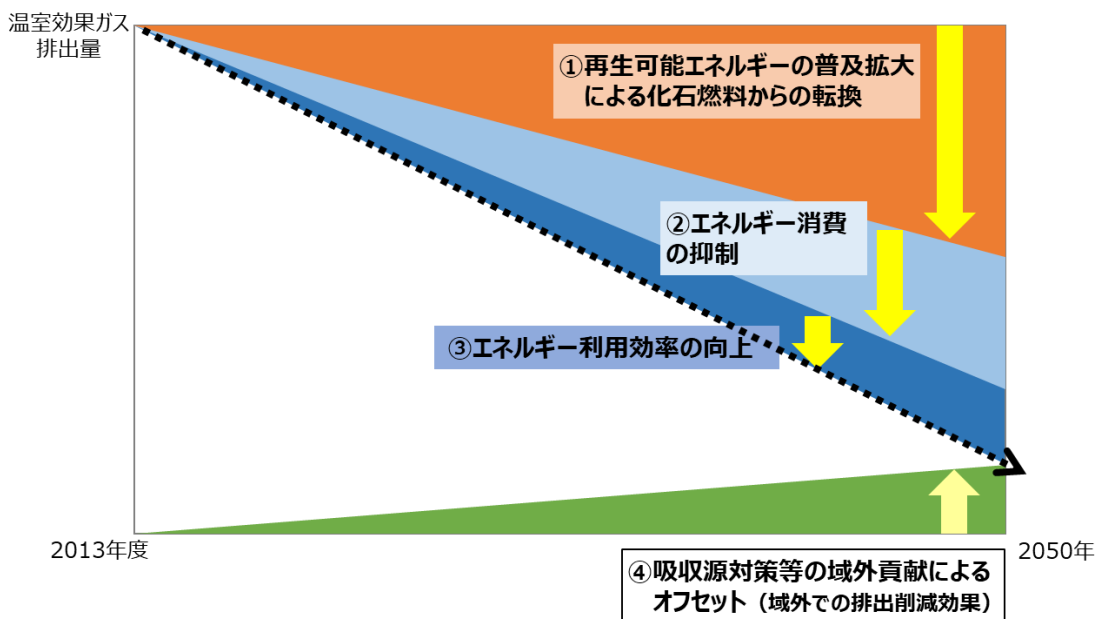 温室効果ガス
排出量
①再生可能エネルギーの普及拡大
による化石燃料からの転換
②エネルギー消費
の抑制
③エネルギー利用効率の向上
2013年度
2050年
④吸収源対策等の域外貢献による
オフセット（域外での排出削減効果）